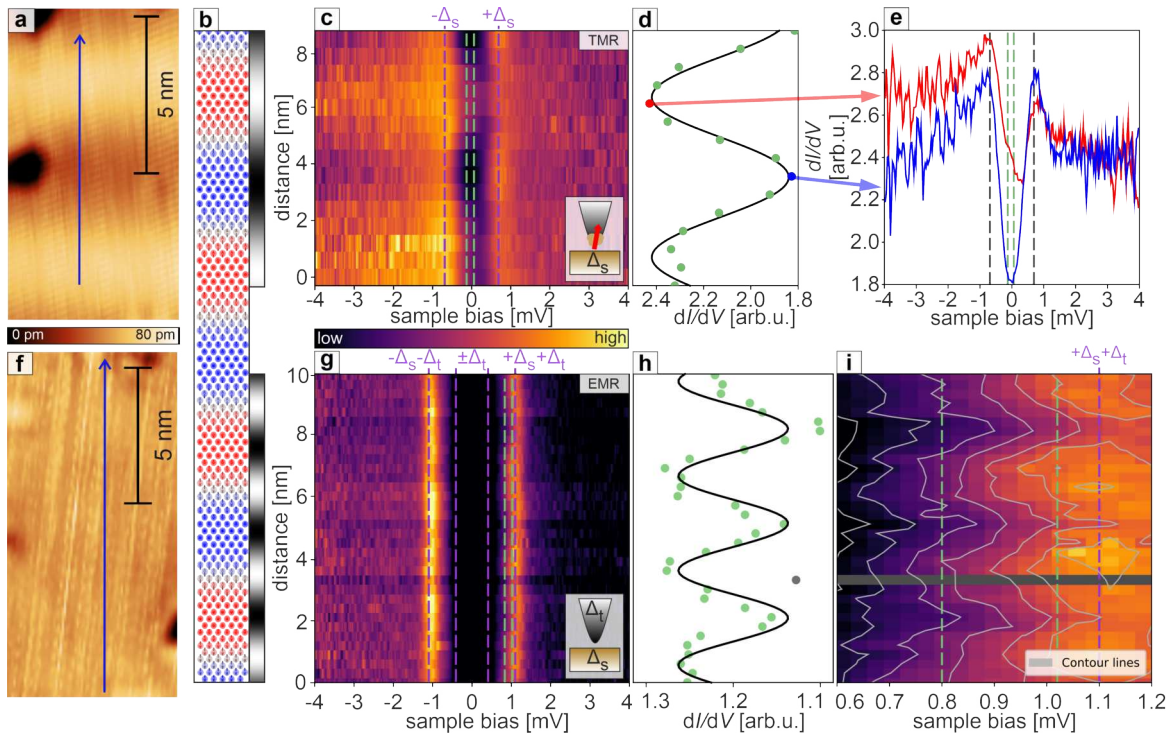 a
5 nm
b
c
-Δs
+Δs
TMR
Δs
distance [nm]
8
6
4
2
0
-4
-3
-2
-1
0
1
2
3
4
sample bias [mV]
d
2.4
2.2
2.0
1.8
dI/dV [arb.u.]
e
dI/dV
[arb.u.]
3.0
2.8
2.6
2.4
2.2
2.0
1.8
-4
-3
-2
-1
0
1
2
3
4
sample bias [mV]
0 pm
80 pm
f
5 nm
low
high
g
-Δs-Δt
±Δt
+Δs+Δt
EMR
Δt
Δs
distance [nm]
10
8
6
4
2
0
-4
-3
-2
-1
0
1
2
3
4
sample bias [mV]
h
1.3
1.2
1.1
dI/dV [arb.u.]
i
+Δs+Δt
Contour lines
0.6
0.7
0.8
0.9
1.0
1.1
1.2
sample bias [mV]